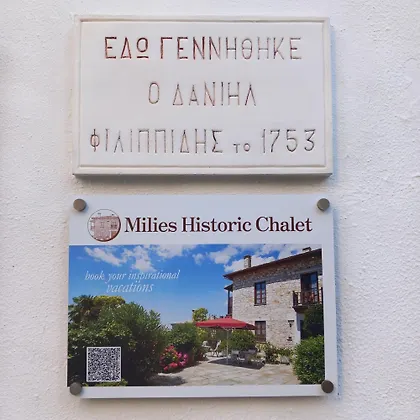 ΕΔΩ ΓΕΝΝΗΘΗΚΕ
Ο ΔΑΝΙΗΛ
ΦΙΛΙΠΠΙΔΗΣ το 1753
Milies Historic Chalet
book your inspirational
vacations